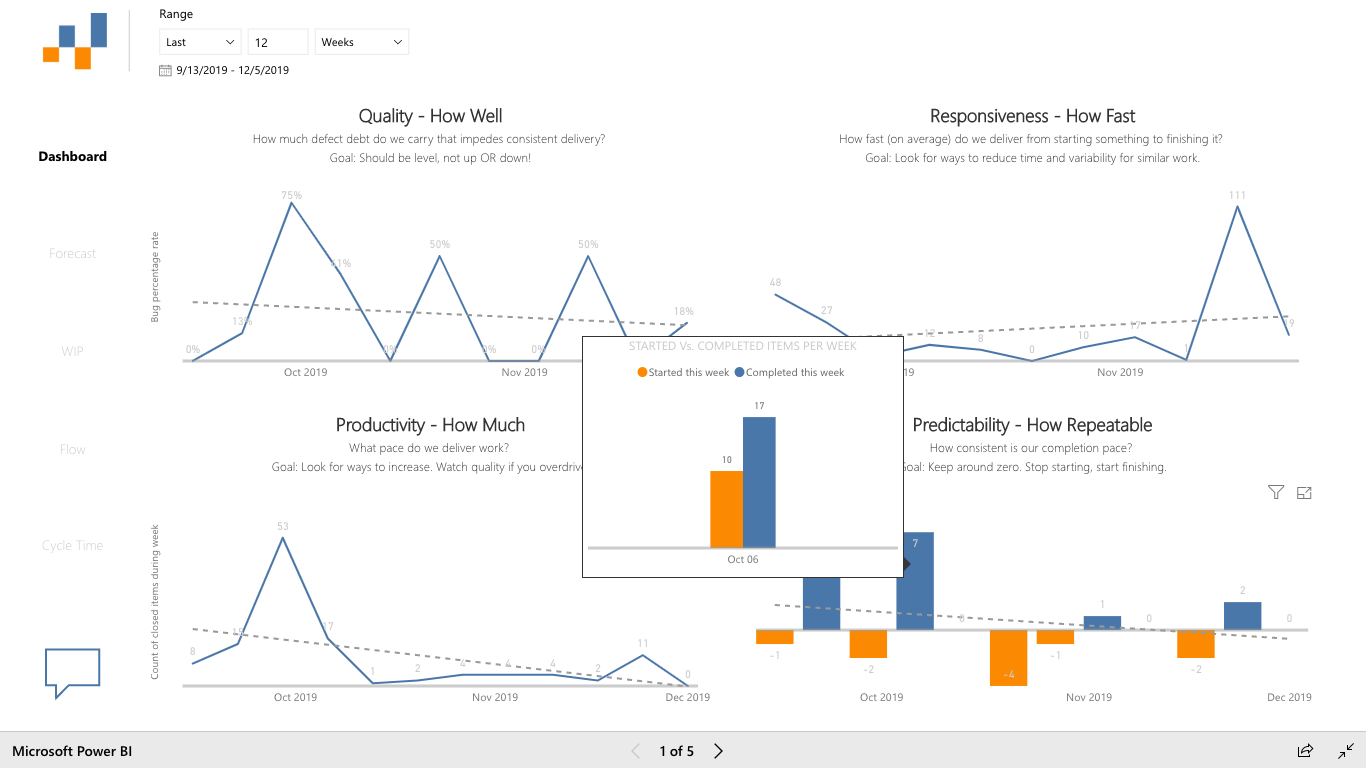 Range
Last 12 Weeks
9/13/2019 - 12/5/2019
Dashboard
Forecast
WIP
Flow
Cycle Time
Quality - How Well
How much defect debt do we carry that impedes consistent delivery?
Goal: Should be level, not up OR down!
Bug percentage rate
0% 13% 75% 41% 0% 50% 0% 0% 50% 18%
Oct 2019 Nov 2019
Responsiveness - How Fast
How fast (on average) do we deliver from starting something to finishing it?
Goal: Look for ways to reduce time and variability for similar work.
48 27 12 8 0 10 17 1 111
19 Nov 2019
STARTED Vs. COMPLETED ITEMS PER WEEK
Started this week Completed this week
10 17
Oct 06
Productivity - How Much
What pace do we deliver work?
Goal: Look for ways to increase. Watch quality if you overdrive
Count of closed items during week
8 15 53 17 1 2 4 4 4 2 11 0
Oct 2019 Nov 2019 Dec 2019
Predictability - How Repeatable
How consistent is our completion pace?
Goal: Keep around zero. Stop starting, start finishing.
-1 -2 7 0 -4 -1 1 0 -2 2 0
Oct 2019 Nov 2019 Dec 2019
Microsoft Power BI
1 of 5